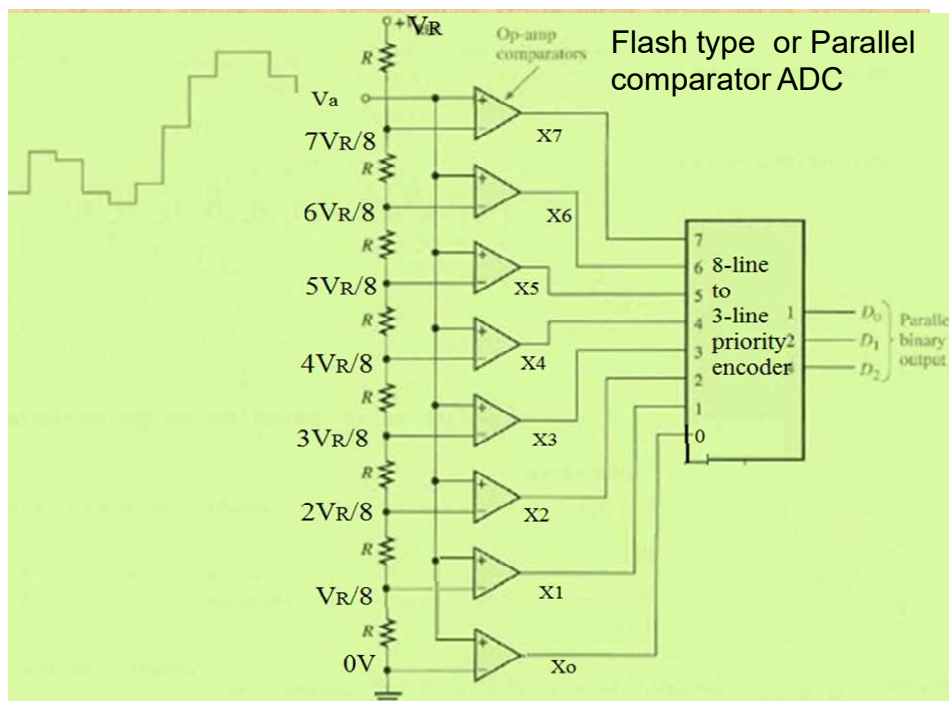 +VR
R
Op-amp
comparators
Flash type or Parallel
comparator ADC
Va
X7
7VR/8
R
6VR/8
X6
R
5VR/8
X5
R
4VR/8
X4
R
3VR/8
X3
R
2VR/8
X2
R
VR/8
X1
R
0V
Xo
7
6
5
4
3
2
1
0
8-line
to
3-line
priority
encoder
1
2
4
D0
D1
D2
Parallel
binary
output